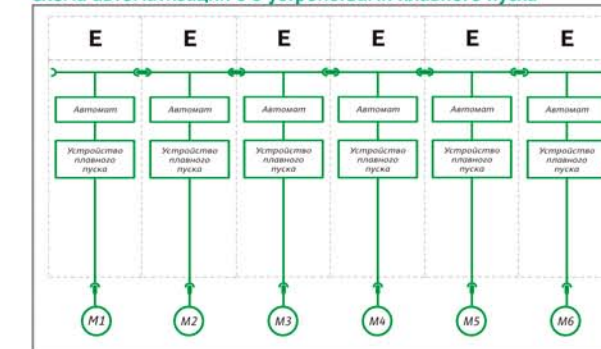 E E E E E E
Автомат Автомат Автомат Автомат Автомат Автомат
Устройство Устройство Устройство Устройство Устройство Устройство
плавного плавного плавного плавного плавного плавного
пуска пуска пуска пуска пуска пуска
M1 M2 M3 M4 M5 M6